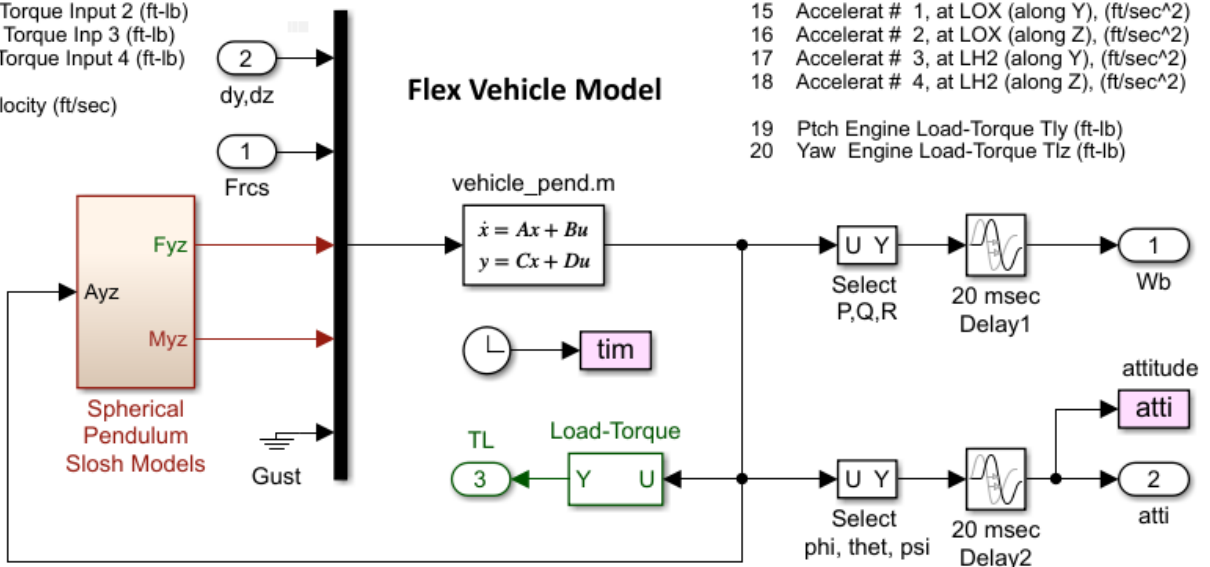 Torque Input 2 (ft-lb)
Torque Inp 3 (ft-lb)
Torque Input 4 (ft-lb)
locity (ft/sec)
15 Accelerat # 1, at LOX (along Y), (ft/sec^2)
16 Accelerat # 2, at LOX (along Z), (ft/sec^2)
17 Accelerat # 3, at LH2 (along Y), (ft/sec^2)
18 Accelerat # 4, at LH2 (along Z), (ft/sec^2)
19 Ptch Engine Load-Torque Tly (ft-lb)
20 Yaw Engine Load-Torque Tlz (ft-lb)
Flex Vehicle Model
2
dy,dz
1
Frcs
Fyz
Ayz
Myz
Spherical
Pendulum
Slosh Models
Gust
vehicle_pend.m
ẋ = Ax + Bu
y = Cx + Du
tim
TL
3
Load-Torque
Y U
U Y
Select
P,Q,R
20 msec
Delay1
1
Wb
attitude
atti
U Y
Select
phi, thet, psi
20 msec
Delay2
2
atti